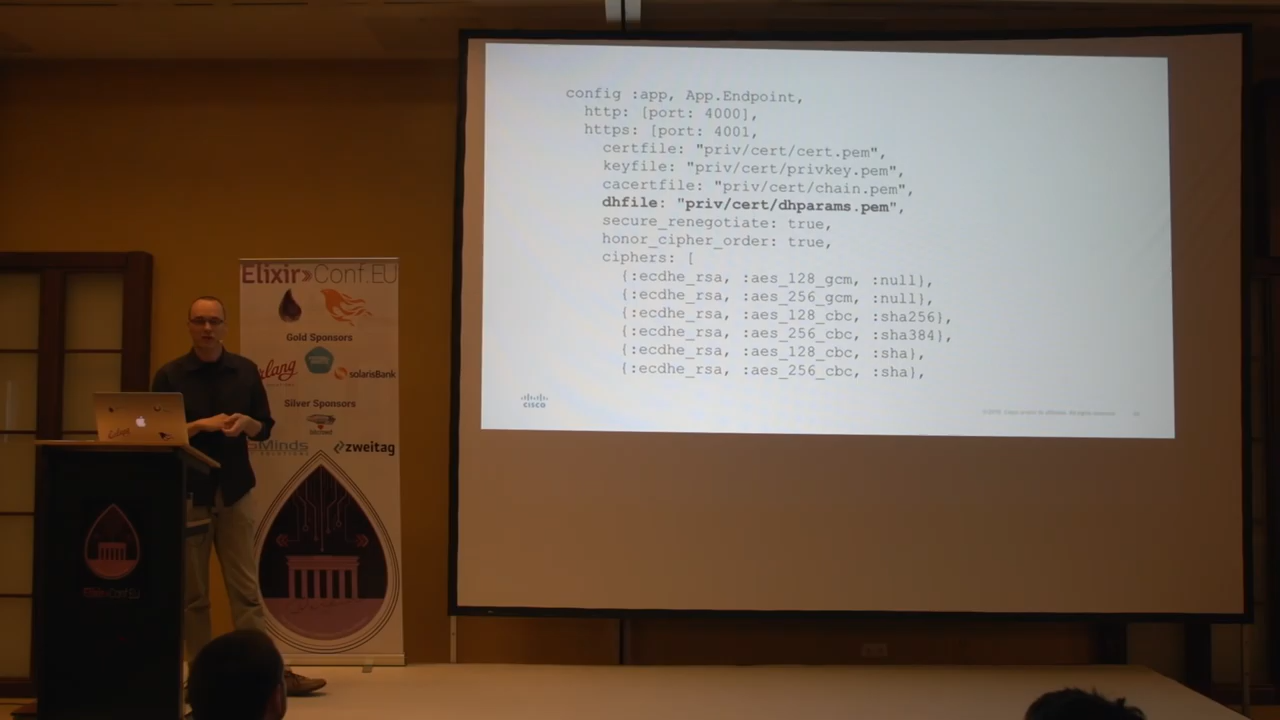 config :app, App.Endpoint,
http: [port: 4000],
https: [port: 4001,
certfile: "priv/cert/cert.pem",
keyfile: "priv/cert/privkey.pem",
cacertfile: "priv/cert/chain.pem",
dhfile: "priv/cert/dhparams.pem",
secure_renegotiate: true,
honor_cipher_order: true,
ciphers: [
{:ecdhe_rsa, :aes_128_gcm, :null},
{:ecdhe_rsa, :aes_256_gcm, :null},
{:ecdhe_rsa, :aes_128_cbc, :sha256},
{:ecdhe_rsa, :aes_256_cbc, :sha384},
{:ecdhe_rsa, :aes_128_cbc, :sha},
{:ecdhe_rsa, :aes_256_cbc, :sha},
CISCO
Elixir>Conf.EU
Gold Sponsors
solarisBank
Silver Sponsors
zweitag
Elixir>Conf.EU